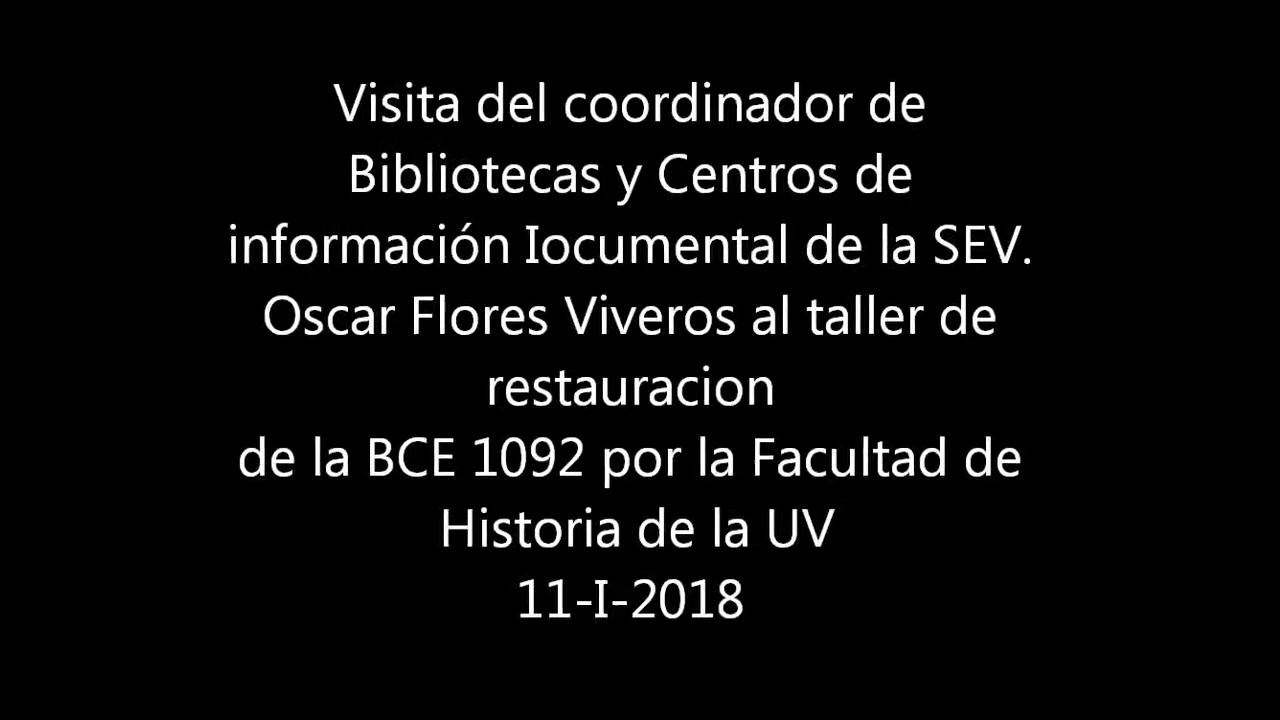 Visita del coordinador de
Bibliotecas y Centros de
información Iocumental de la SEV.
Oscar Flores Viveros al taller de
restauracion
de la BCE 1092 por la Facultad de
Historia de la UV
11-I-2018